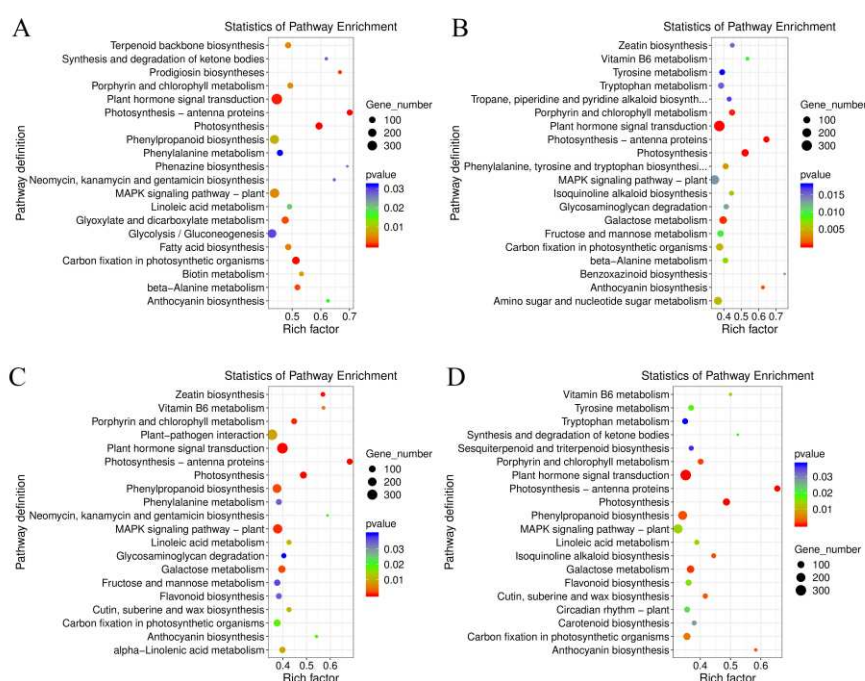 A
Statistics of Pathway Enrichment
Pathway definition
Terpenoid backbone biosynthesis
Synthesis and degradation of ketone bodies
Prodigiosin biosyntheses
Porphyrin and chlorophyll metabolism
Plant hormone signal transduction
Photosynthesis − antenna proteins
Photosynthesis
Phenylpropanoid biosynthesis
Phenylalanine metabolism
Phenazine biosynthesis
Neomycin, kanamycin and gentamicin biosynthesis
MAPK signaling pathway − plant
Linoleic acid metabolism
Glyoxylate and dicarboxylate metabolism
Glycolysis / Gluconeogenesis
Fatty acid biosynthesis
Carbon fixation in photosynthetic organisms
Biotin metabolism
beta−Alanine metabolism
Anthocyanin biosynthesis
0.5 0.6 0.7
Rich factor
Gene_number
100
200
300
pvalue
0.03
0.02
0.01
B
Statistics of Pathway Enrichment
Pathway definition
Zeatin biosynthesis
Vitamin B6 metabolism
Tyrosine metabolism
Tryptophan metabolism
Tropane, piperidine and pyridine alkaloid biosynth...
Porphyrin and chlorophyll metabolism
Plant hormone signal transduction
Photosynthesis − antenna proteins
Photosynthesis
Phenylalanine, tyrosine and tryptophan biosynthesi...
MAPK signaling pathway − plant
Isoquinoline alkaloid biosynthesis
Glycosaminoglycan degradation
Galactose metabolism
Fructose and mannose metabolism
Carbon fixation in photosynthetic organisms
beta−Alanine metabolism
Benzoxazinoid biosynthesis
Anthocyanin biosynthesis
Amino sugar and nucleotide sugar metabolism
0.4 0.5 0.6 0.7
Rich factor
Gene_number
100
200
300
pvalue
0.015
0.010
0.005
C
Statistics of Pathway Enrichment
Pathway definition
Zeatin biosynthesis
Vitamin B6 metabolism
Porphyrin and chlorophyll metabolism
Plant−pathogen interaction
Plant hormone signal transduction
Photosynthesis − antenna proteins
Photosynthesis
Phenylpropanoid biosynthesis
Phenylalanine metabolism
Neomycin, kanamycin and gentamicin biosynthesis
MAPK signaling pathway − plant
Linoleic acid metabolism
Glycosaminoglycan degradation
Galactose metabolism
Fructose and mannose metabolism
Flavonoid biosynthesis
Cutin, suberine and wax biosynthesis
Carbon fixation in photosynthetic organisms
Anthocyanin biosynthesis
alpha−Linolenic acid metabolism
0.4 0.5 0.6
Rich factor
Gene_number
100
200
300
pvalue
0.03
0.02
0.01
D
Statistics of Pathway Enrichment
Pathway definition
Vitamin B6 metabolism
Tyrosine metabolism
Tryptophan metabolism
Synthesis and degradation of ketone bodies
Sesquiterpenoid and triterpenoid biosynthesis
Porphyrin and chlorophyll metabolism
Plant hormone signal transduction
Photosynthesis − antenna proteins
Photosynthesis
Phenylpropanoid biosynthesis
MAPK signaling pathway − plant
Linoleic acid metabolism
Isoquinoline alkaloid biosynthesis
Galactose metabolism
Flavonoid biosynthesis
Cutin, suberine and wax biosynthesis
Circadian rhythm − plant
Carotenoid biosynthesis
Carbon fixation in photosynthetic organisms
Anthocyanin biosynthesis
0.4 0.5 0.6
Rich factor
pvalue
0.03
0.02
0.01
Gene_number
100
200
300